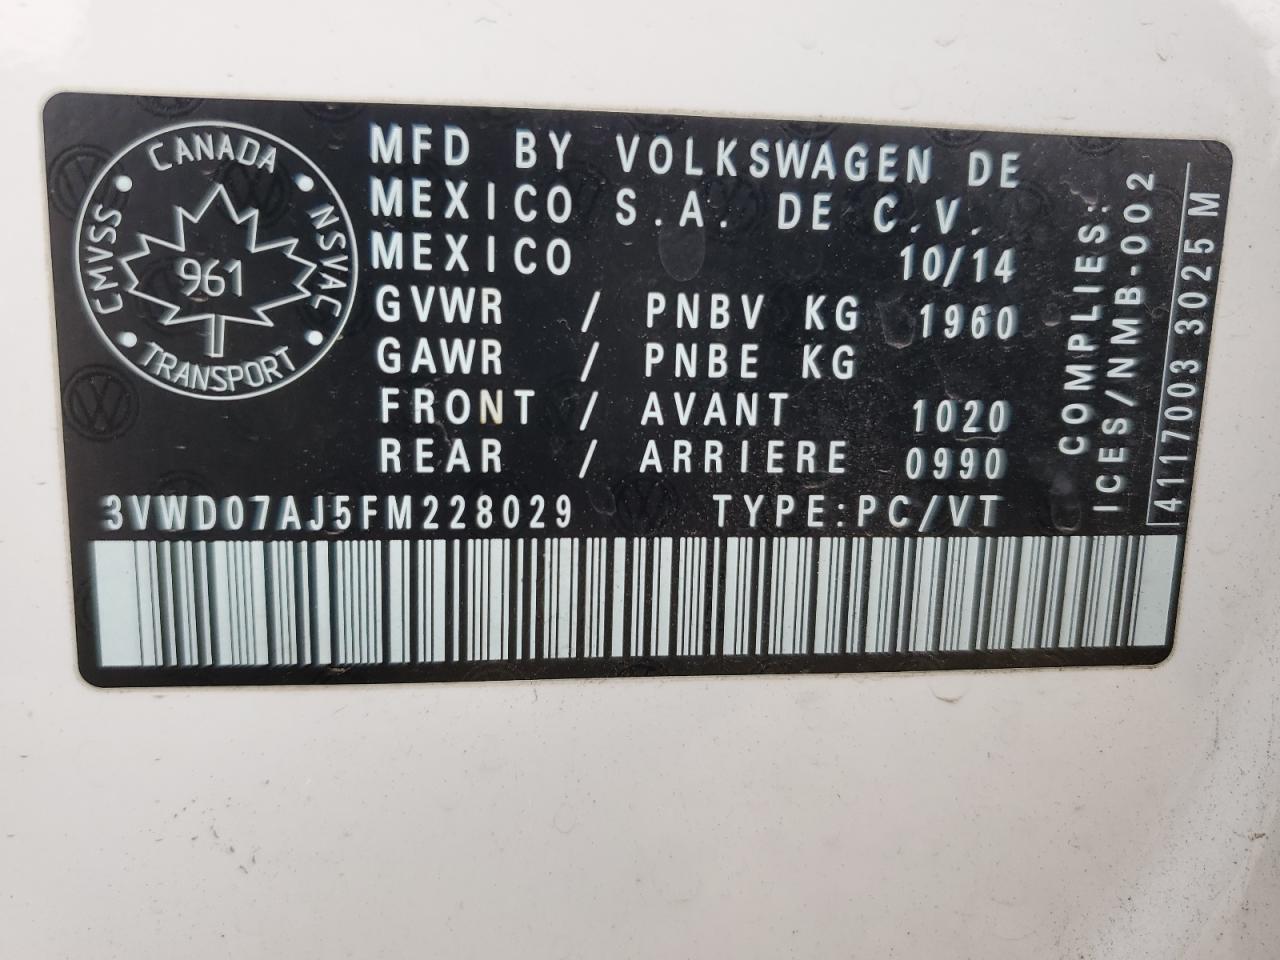 CANADA
CMVSS
NSVAC
961
TRANSPORT
MFD BY VOLKSWAGEN DE
MEXICO S.A. DE C.V.
MEXICO 10/14
GVWR / PNBV KG 1960
GAWR / PNBE KG
FRONT / AVANT 1020
REAR / ARRIERE 0990
3VWD07AJ5FM228029 TYPE:PC/VT
COMPLIES:
ICES/NMB-002
4117003 3025 M